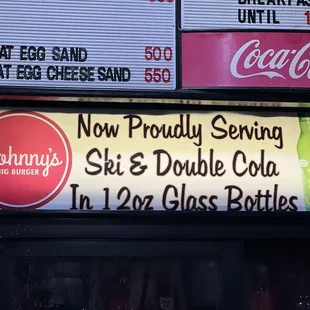 BREAKFAST
UNTIL
AT EGG SAND 500
AT EGG CHEESE SAND 550
Coca
Johnny's
BIG BURGER
Now Proudly Serving
Ski & Double Cola
In 12oz Glass Bottles